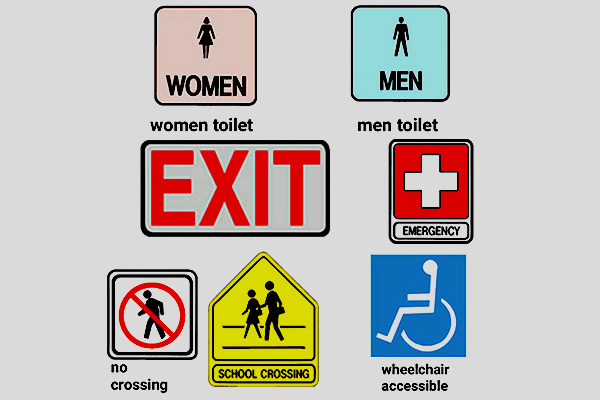 WOMEN
MEN
women toilet
men toilet
EXIT
EMERGENCY
no
crossing
SCHOOL CROSSING
wheelchair
accessible